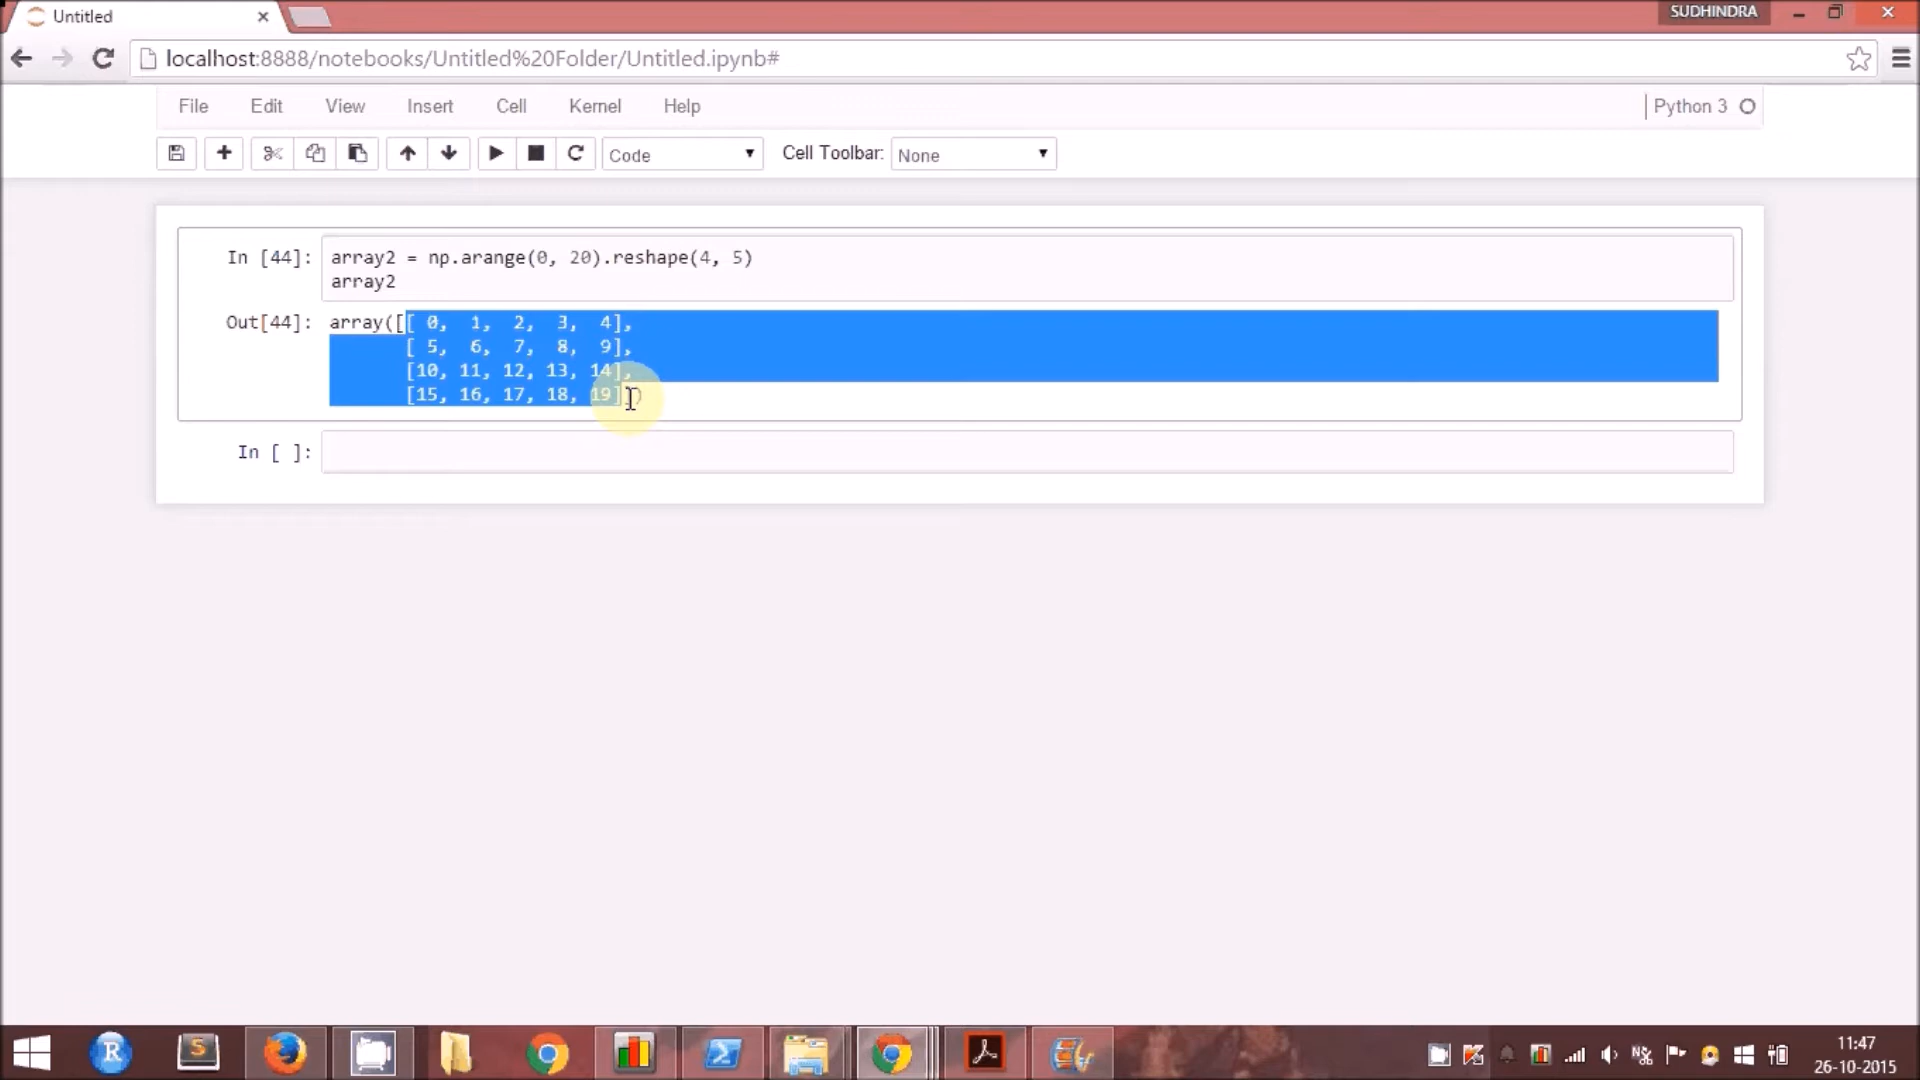 Untitled
SUDHINDRA
localhost:8888/notebooks/Untitled%20Folder/Untitled.ipynb#
File Edit View Insert Cell Kernel Help Python 3
Code Cell Toolbar: None
In [44]: array2 = np.arange(0, 20).reshape(4, 5)
array2
Out[44]: array([[ 0, 1, 2, 3, 4],
[ 5, 6, 7, 8, 9],
[10, 11, 12, 13, 14],
[15, 16, 17, 18, 19]])
In [ ]:
R
S
11:47
26-10-2015